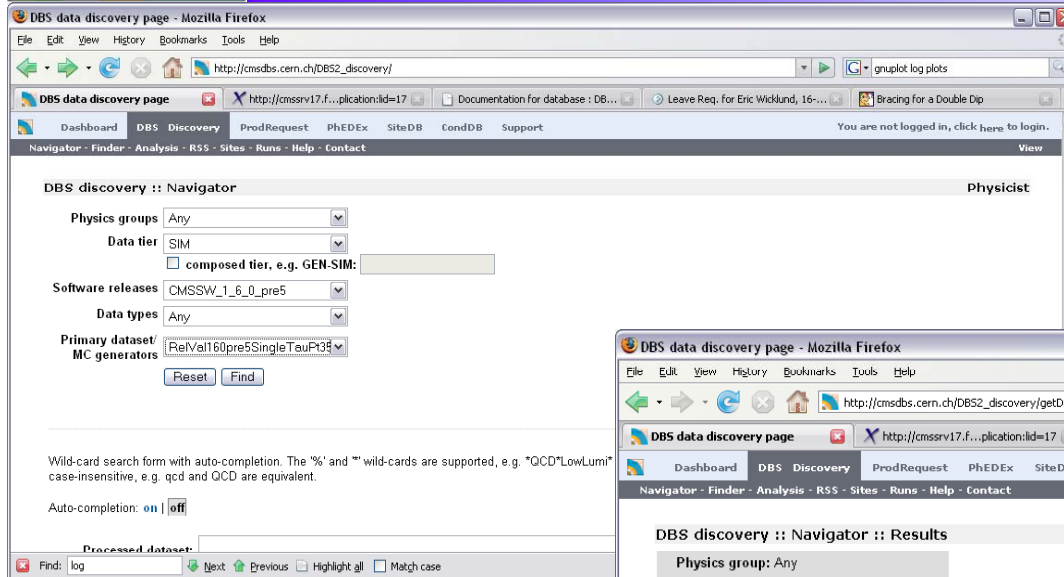 DBS data discovery page - Mozilla Firefox
File Edit View History Bookmarks Tools Help
http://cmsdbs.cern.ch/DBS2_discovery/
gnuplot log plots
DBS data discovery page
http://cmssrv17.f...plication:lid=17
Documentation for database : DB...
Leave Req. for Eric Wicklund, 16-...
Bracing for a Double Dip
Dashboard DBS Discovery ProdRequest PhEDEx SiteDB CondDB Support
You are not logged in, click here to login.
Navigator - Finder - Analysis - RSS - Sites - Runs - Help - Contact
View
DBS discovery :: Navigator
Physicist
Physics groups Any
Data tier SIM
composed tier, e.g. GEN-SIM:
Software releases CMSSW_1_6_0_pre5
Data types Any
Primary dataset/
MC generators
RelVal160pre5SingleTauPt35
Reset Find
Wild-card search form with auto-completion. The '%' and '*' wild-cards are supported, e.g. *QCD*LowLumi*
case-insensitive, e.g. qcd and QCD are equivalent.
Auto-completion: on | off
Processed dataset:
Find: log Next Previous Highlight all Match case
DBS data discovery page - Mozilla Firefox
File Edit View History Bookmarks Tools Help
http://cmsdbs.cern.ch/DBS2_discovery/getD
DBS data discovery page
http://cmssrv17.f...plication:lid=17
Dashboard DBS Discovery ProdRequest PhEDEx SiteD
Navigator - Finder - Analysis - RSS - Sites - Runs - Help - Contact
DBS discovery :: Navigator :: Results
Physics group: Any